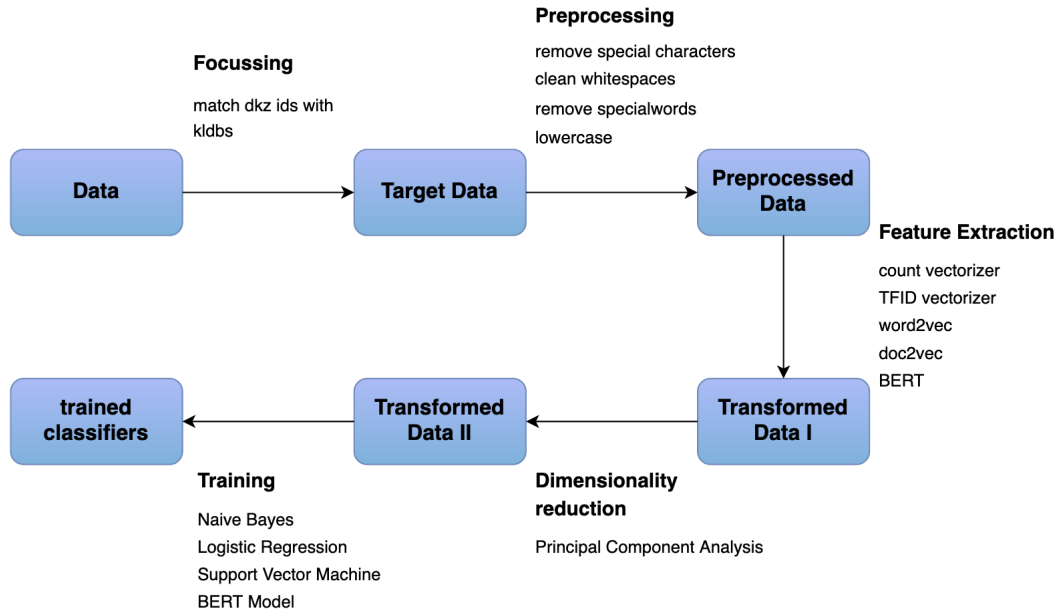 Data
Focussing
match dkz ids with
kldbs
Target Data
Preprocessing
remove special characters
clean whitespaces
remove specialwords
lowercase
Preprocessed
Data
Feature Extraction
count vectorizer
TFID vectorizer
word2vec
doc2vec
BERT
Transformed
Data I
Dimensionality
reduction
Principal Component Analysis
Transformed
Data II
Training
Naive Bayes
Logistic Regression
Support Vector Machine
BERT Model
trained
classifiers